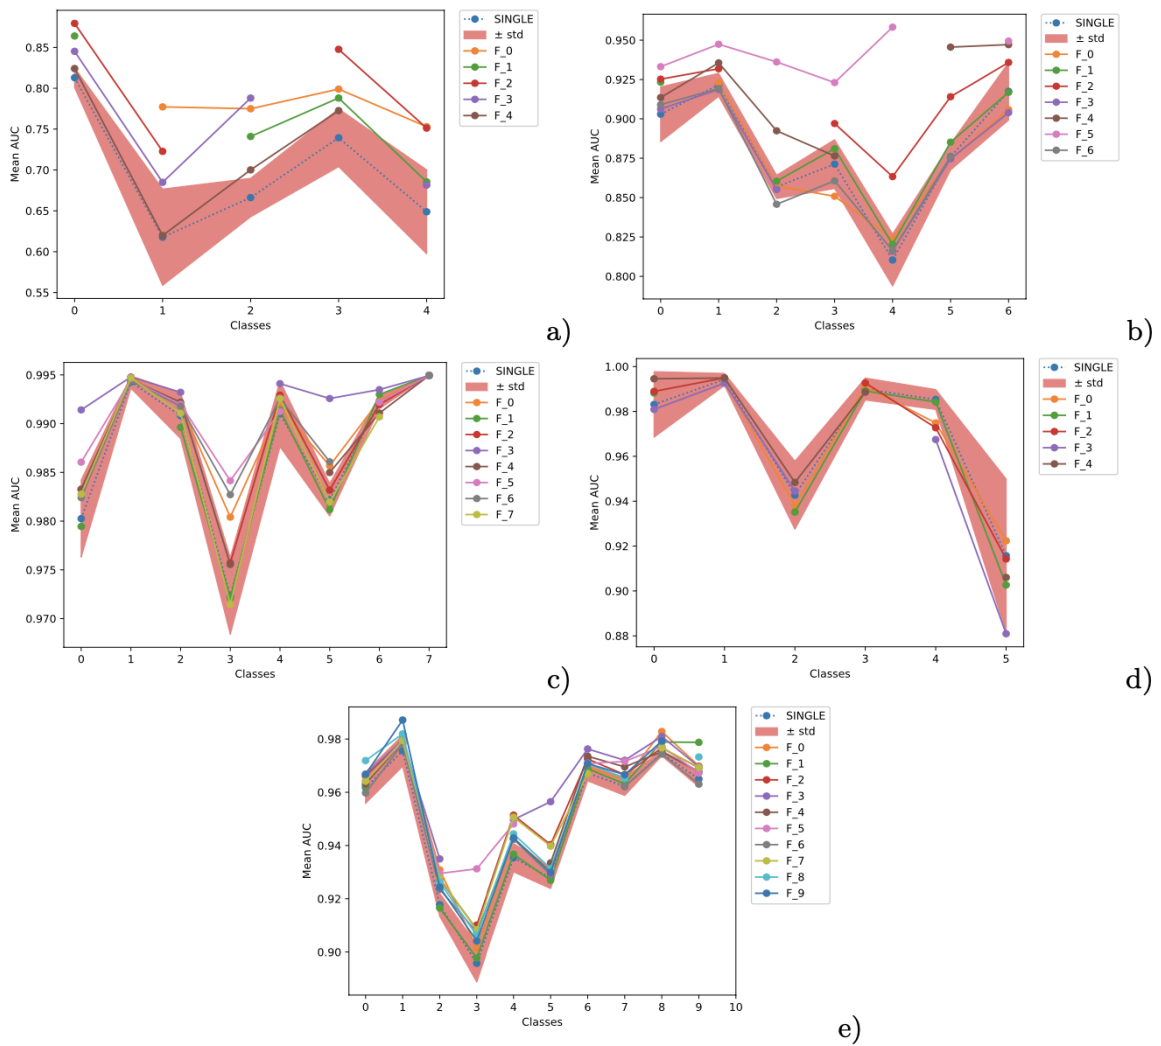 0.85
0.80
0.75
0.70
0.65
0.60
0.55
Mean AUC
0 1 2 3 4
Classes
SINGLE
± std
F_0
F_1
F_2
F_3
F_4
a)
0.950
0.925
0.900
0.875
0.850
0.825
0.800
Mean AUC
0 1 2 3 4 5 6
Classes
SINGLE
± std
F_0
F_1
F_2
F_3
F_4
F_5
F_6
b)
0.995
0.990
0.985
0.980
0.975
0.970
Mean AUC
0 1 2 3 4 5 6 7
Classes
SINGLE
± std
F_0
F_1
F_2
F_3
F_4
F_5
F_6
F_7
c)
1.00
0.98
0.96
0.94
0.92
0.90
0.88
Mean AUC
0 1 2 3 4 5
Classes
SINGLE
± std
F_0
F_1
F_2
F_3
F_4
d)
0.98
0.96
0.94
0.92
0.90
Mean AUC
0 1 2 3 4 5 6 7 8 9 10
Classes
SINGLE
± std
F_0
F_1
F_2
F_3
F_4
F_5
F_6
F_7
F_8
F_9
e)